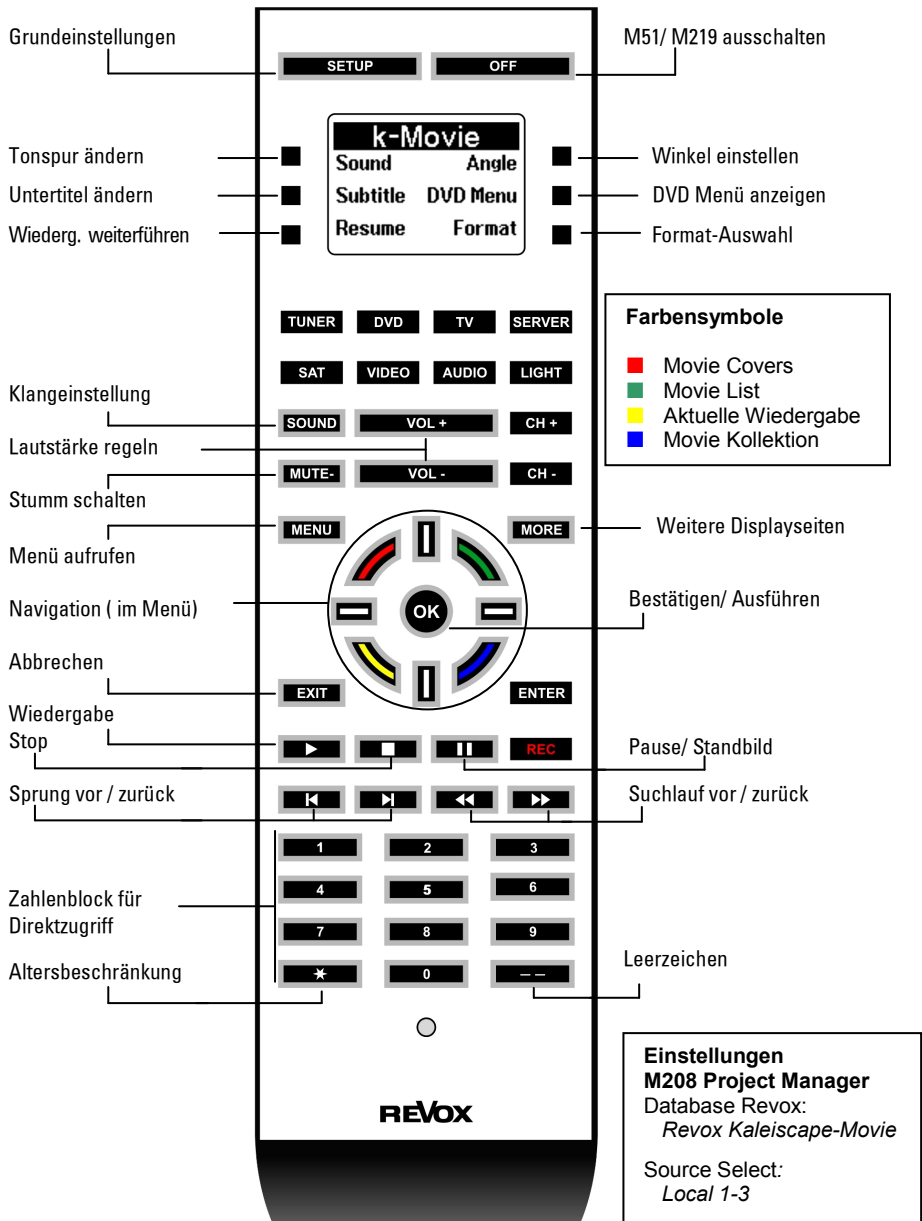 Grundeinstellungen
M51/ M219 ausschalten
SETUP
OFF
k-Movie
Sound Angle
Subtitle DVD Menu
Resume Format
Tonspur ändern
Untertitel ändern
Wiederg. weiterführen
Winkel einstellen
DVD Menü anzeigen
Format-Auswahl
TUNER DVD TV SERVER
SAT VIDEO AUDIO LIGHT
Farbensymbole
Movie Covers
Movie List
Aktuelle Wiedergabe
Movie Kollektion
Klangeinstellung
SOUND VOL + CH +
Lautstärke regeln
MUTE- VOL - CH -
Stumm schalten
MENU
MORE
Weitere Displayseiten
Menü aufrufen
Navigation ( im Menü)
OK
Bestätigen/ Ausführen
Abbrechen
EXIT
ENTER
Wiedergabe
Stop
REC
Pause/ Standbild
Sprung vor / zurück
Suchlauf vor / zurück
1 2 3
4 5 6
7 8 9
* 0 – –
Zahlenblock für
Direktzugriff
Altersbeschränkung
Leerzeichen
REVOX
Einstellungen
M208 Project Manager
Database Revox:
Revox Kaleiscape-Movie
Source Select:
Local 1-3